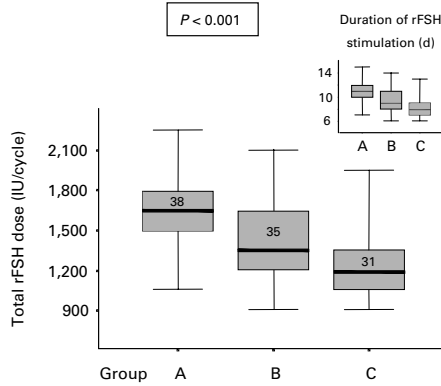 P < 0.001
Duration of rFSH
stimulation (d)
14
10
6
A B C
Total rFSH dose (IU/cycle)
2,100
1,800
1,500
1,200
900
38
35
31
Group A B C